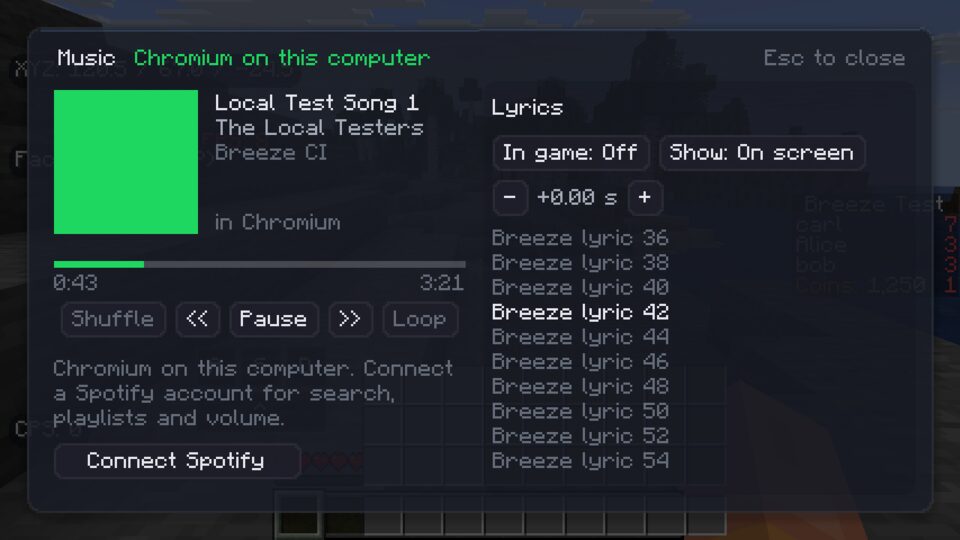 Music Chromium on this computer
Esc to close
Local Test Song 1
The Local Testers
Breeze CI
in Chromium
0:43
3:21
Shuffle
<<
Pause
>>
Loop
Chromium on this computer. Connect
a Spotify account for search,
playlists and volume.
Connect Spotify
Lyrics
In game: Off
Show: On screen
- +0.00 s +
Breeze lyric 36
Breeze lyric 38
Breeze lyric 40
Breeze lyric 42
Breeze lyric 44
Breeze lyric 46
Breeze lyric 48
Breeze lyric 50
Breeze lyric 52
Breeze lyric 54
Breeze Test
carl 7
Alice 3
bob 3
Coins: 1,250 1